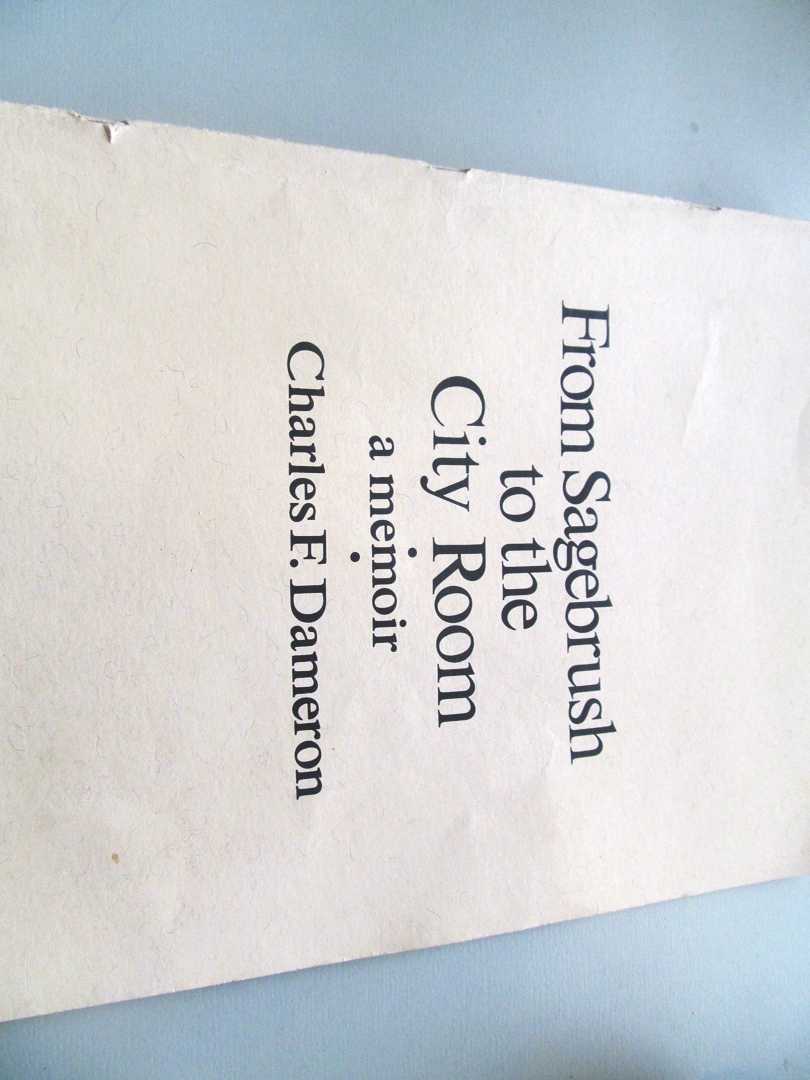 From Sagebrush
to the
City Room
•
a memoir
•
Charles F. Dameron